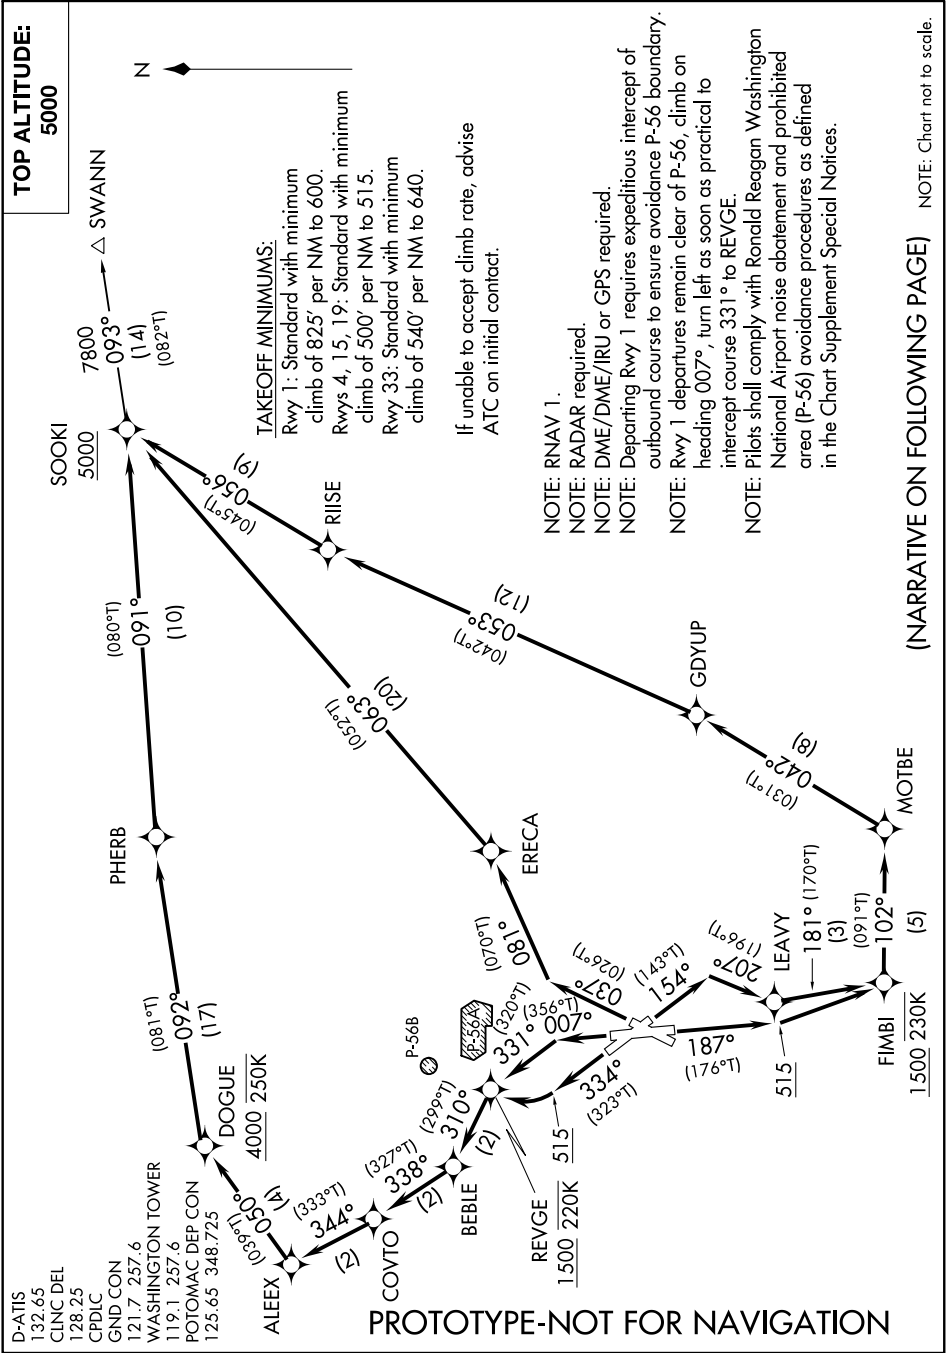 D-ATIS
132.65
CLNC DEL
128.25
CPDLC
GND CON
121.7 257.6
WASHINGTON TOWER
119.1 257.6
POTOMAC DEP CON
125.65 348.725
TOP ALTITUDE:
5000
N
SOOKI
5000
7800
093°
(14)
(082°T)
SWANN
PHERB
(080°T)
091°
(10)
(081°T)
092°
(17)
DOGUE
4000 250K
(039°T)
050°
(4)
ALEEX
(333°T)
344°
(2)
COVTO
(327°T)
338°
(2)
BEBLE
(299°T)
310°
(2)
REVGE
1500 220K
P-56B
P-56A
(320°T)
331°
(356°T)
007°
515
334°
(323°T)
037°
(026°T)
(070°T)
081°
ERECA
(052°T)
063°
(20)
(045°T)
056°
(9)
RIISE
(042°T)
053°
(12)
GDYUP
(031°T)
042°
(8)
MOTBE
(143°T)
154°
207°
(196°T)
LEAVY
187°
(176°T)
515
181° (170°T)
(3)
(091°T)
102°
(5)
FIMBI
1500 230K
TAKEOFF MINIMUMS:
Rwy 1: Standard with minimum
climb of 825' per NM to 600.
Rwys 4, 15, 19: Standard with minimum
climb of 500' per NM to 515.
Rwy 33: Standard with minimum
climb of 540' per NM to 640.
If unable to accept climb rate, advise
ATC on initial contact.
NOTE: RNAV 1.
NOTE: RADAR required.
NOTE: DME/DME/IRU or GPS required.
NOTE: Departing Rwy 1 requires expeditious intercept of
outbound course to ensure avoidance P-56 boundary.
NOTE: Rwy 1 departures remain clear of P-56, climb on
heading 007°, turn left as soon as practical to
intercept course 331° to REVGE.
NOTE: Pilots shall comply with Ronald Reagan Washington
National Airport noise abatement and prohibited
area (P-56) avoidance procedures as defined
in the Chart Supplement Special Notices.
(NARRATIVE ON FOLLOWING PAGE)
NOTE: Chart not to scale.
PROTOTYPE-NOT FOR NAVIGATION